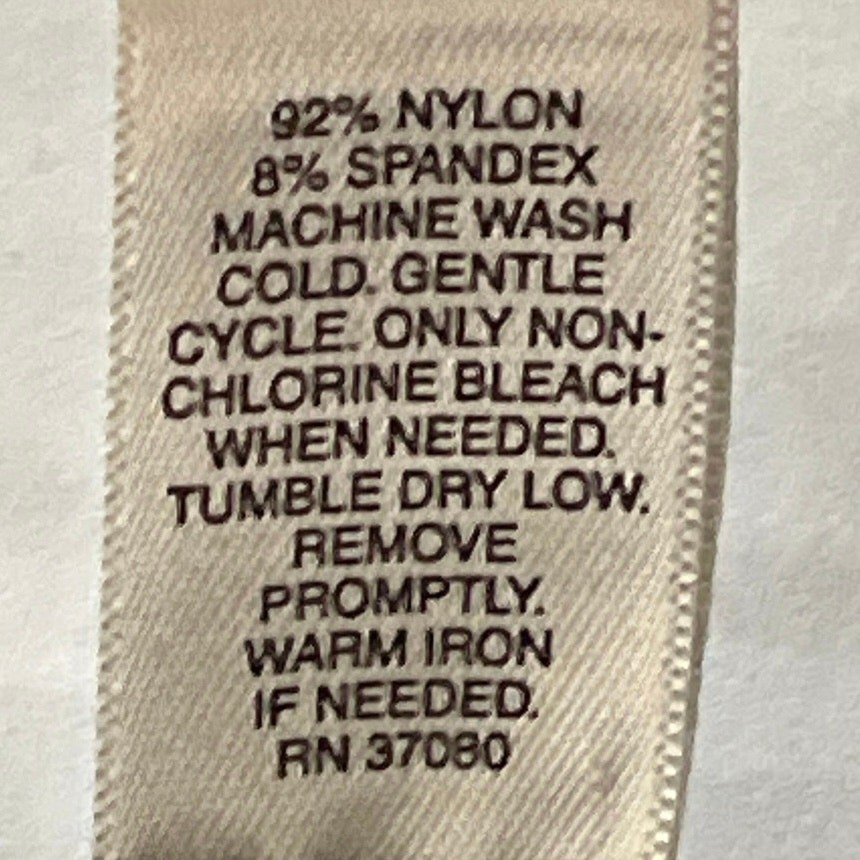 92% NYLON
8% SPANDEX
MACHINE WASH
COLD. GENTLE
CYCLE. ONLY NON-
CHLORINE BLEACH
WHEN NEEDED.
TUMBLE DRY LOW.
REMOVE
PROMPTLY.
WARM IRON
IF NEEDED.
RN 37080